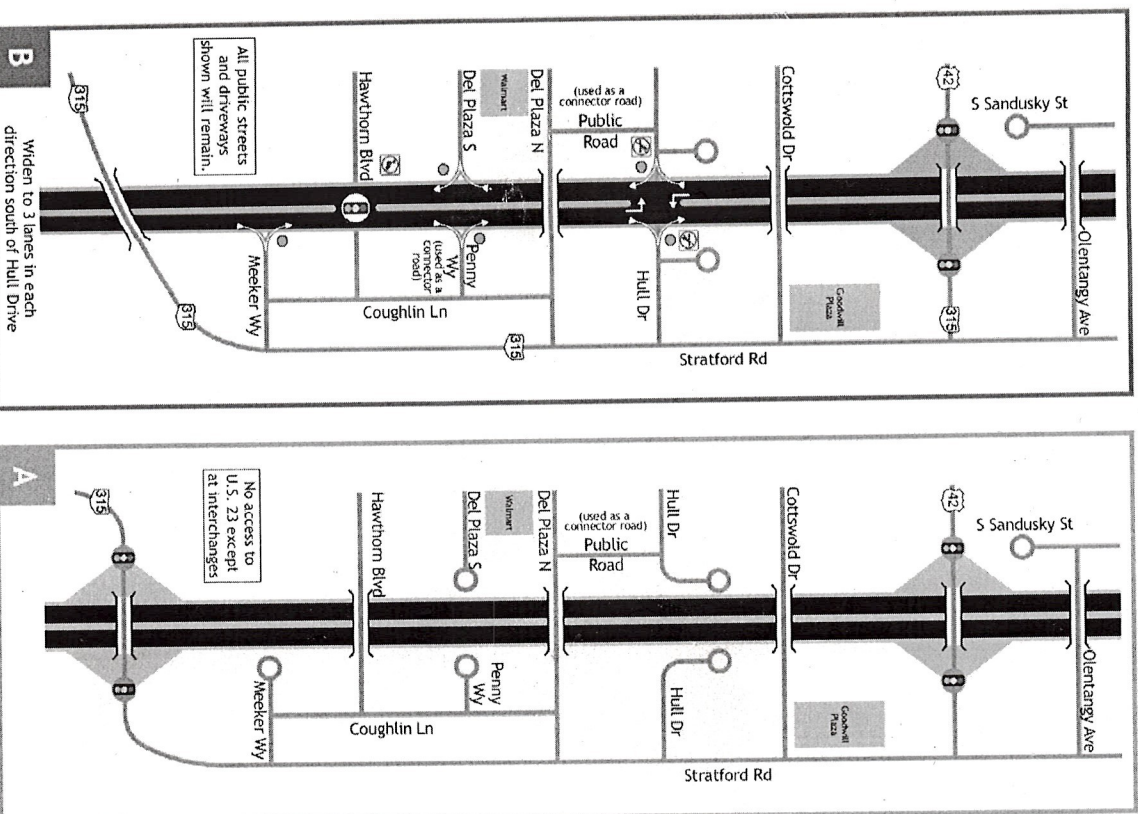 B
Widen to 3 lanes in each
direction south of Hull Drive
All public streets
and driveways
shown will remain.
315
Hawthorn Blvd
Del Plaza S
Walmart
Del Plaza N
(used as a
connector road)
Public
Road
Cottswold Dr
42
S Sandusky St
Olentangy Ave
315
Goodwill
Plaza
Hull Dr
Penny
Wy
(used as a
connector
road)
Meeker Wy
Coughlin Ln
315
315
Stratford Rd
A
No access to
U.S. 23 except
at interchanges
315
Hawthorn Blvd
Del Plaza S
Walmart
Del Plaza N
(used as a
connector road)
Public
Road
Hull Dr
Cottswold Dr
42
S Sandusky St
Olentangy Ave
Goodwill
Plaza
Hull Dr
Penny
Wy
Meeker Wy
Coughlin Ln
Stratford Rd